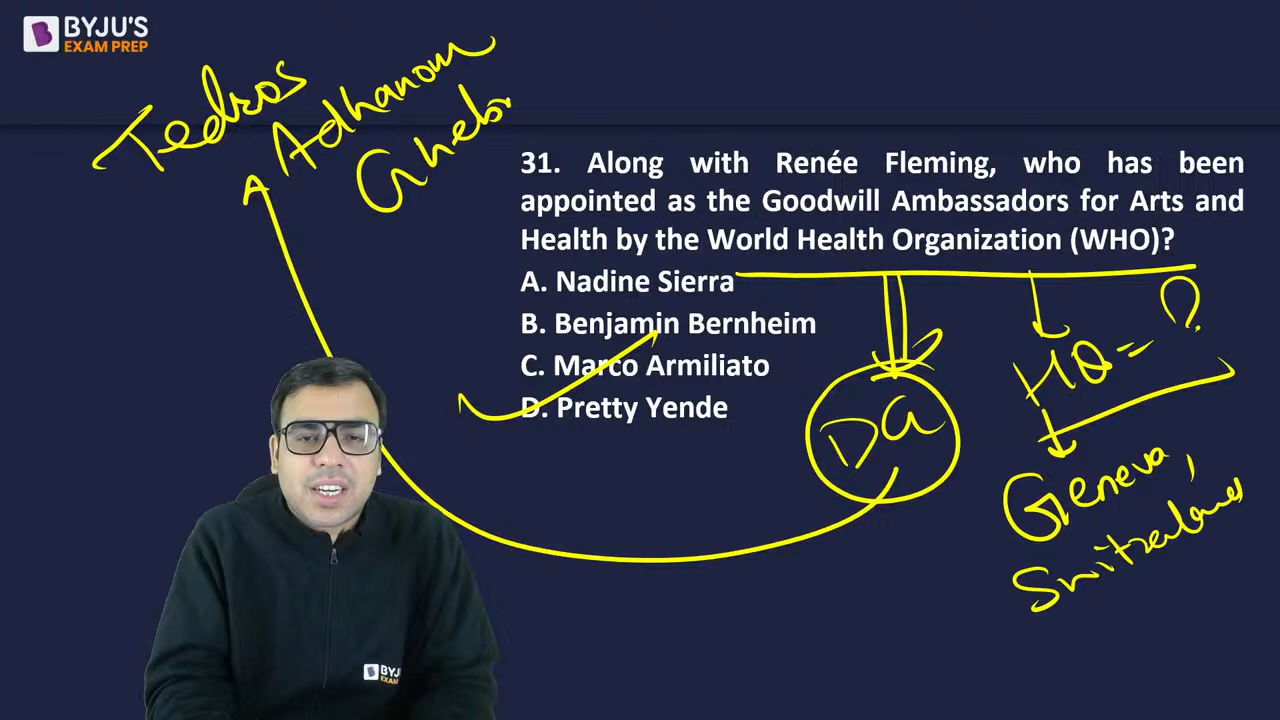 BYJU'S
EXAM PREP
Tedros
Adhanom
Ghebr
31. Along with Renée Fleming, who has been
appointed as the Goodwill Ambassadors for Arts and
Health by the World Health Organization (WHO)?
A. Nadine Sierra
B. Benjamin Bernheim
C. Marco Armiliato
D. Pretty Yende
HQ = ?
DG
Geneva,
Switzerland
BYJU'S
EXAM